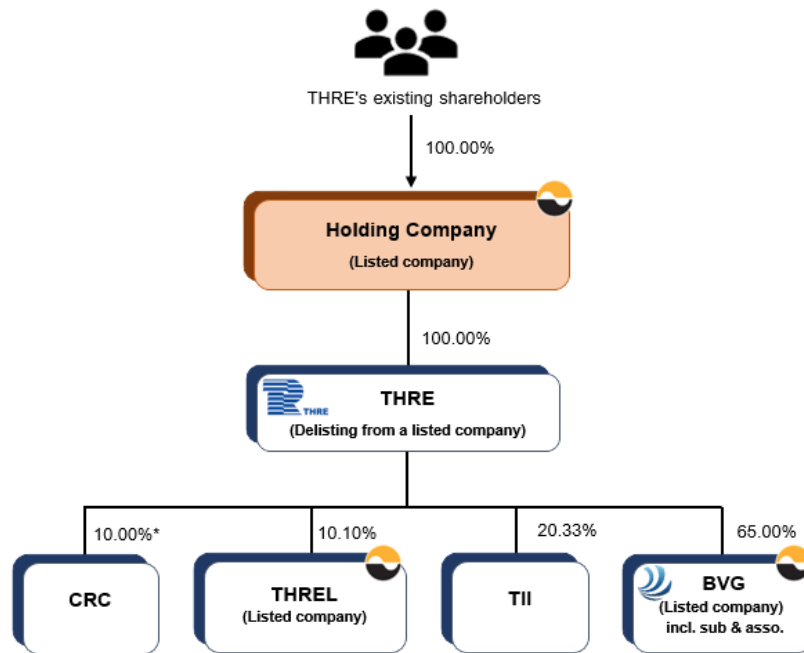 THRE's existing shareholders
100.00%
Holding Company
(Listed company)
100.00%
THRE
THRE
(Delisting from a listed company)
10.00%*
10.10%
20.33%
65.00%
CRC
THREL
(Listed company)
TII
BVG
(Listed company)
incl. sub & asso.